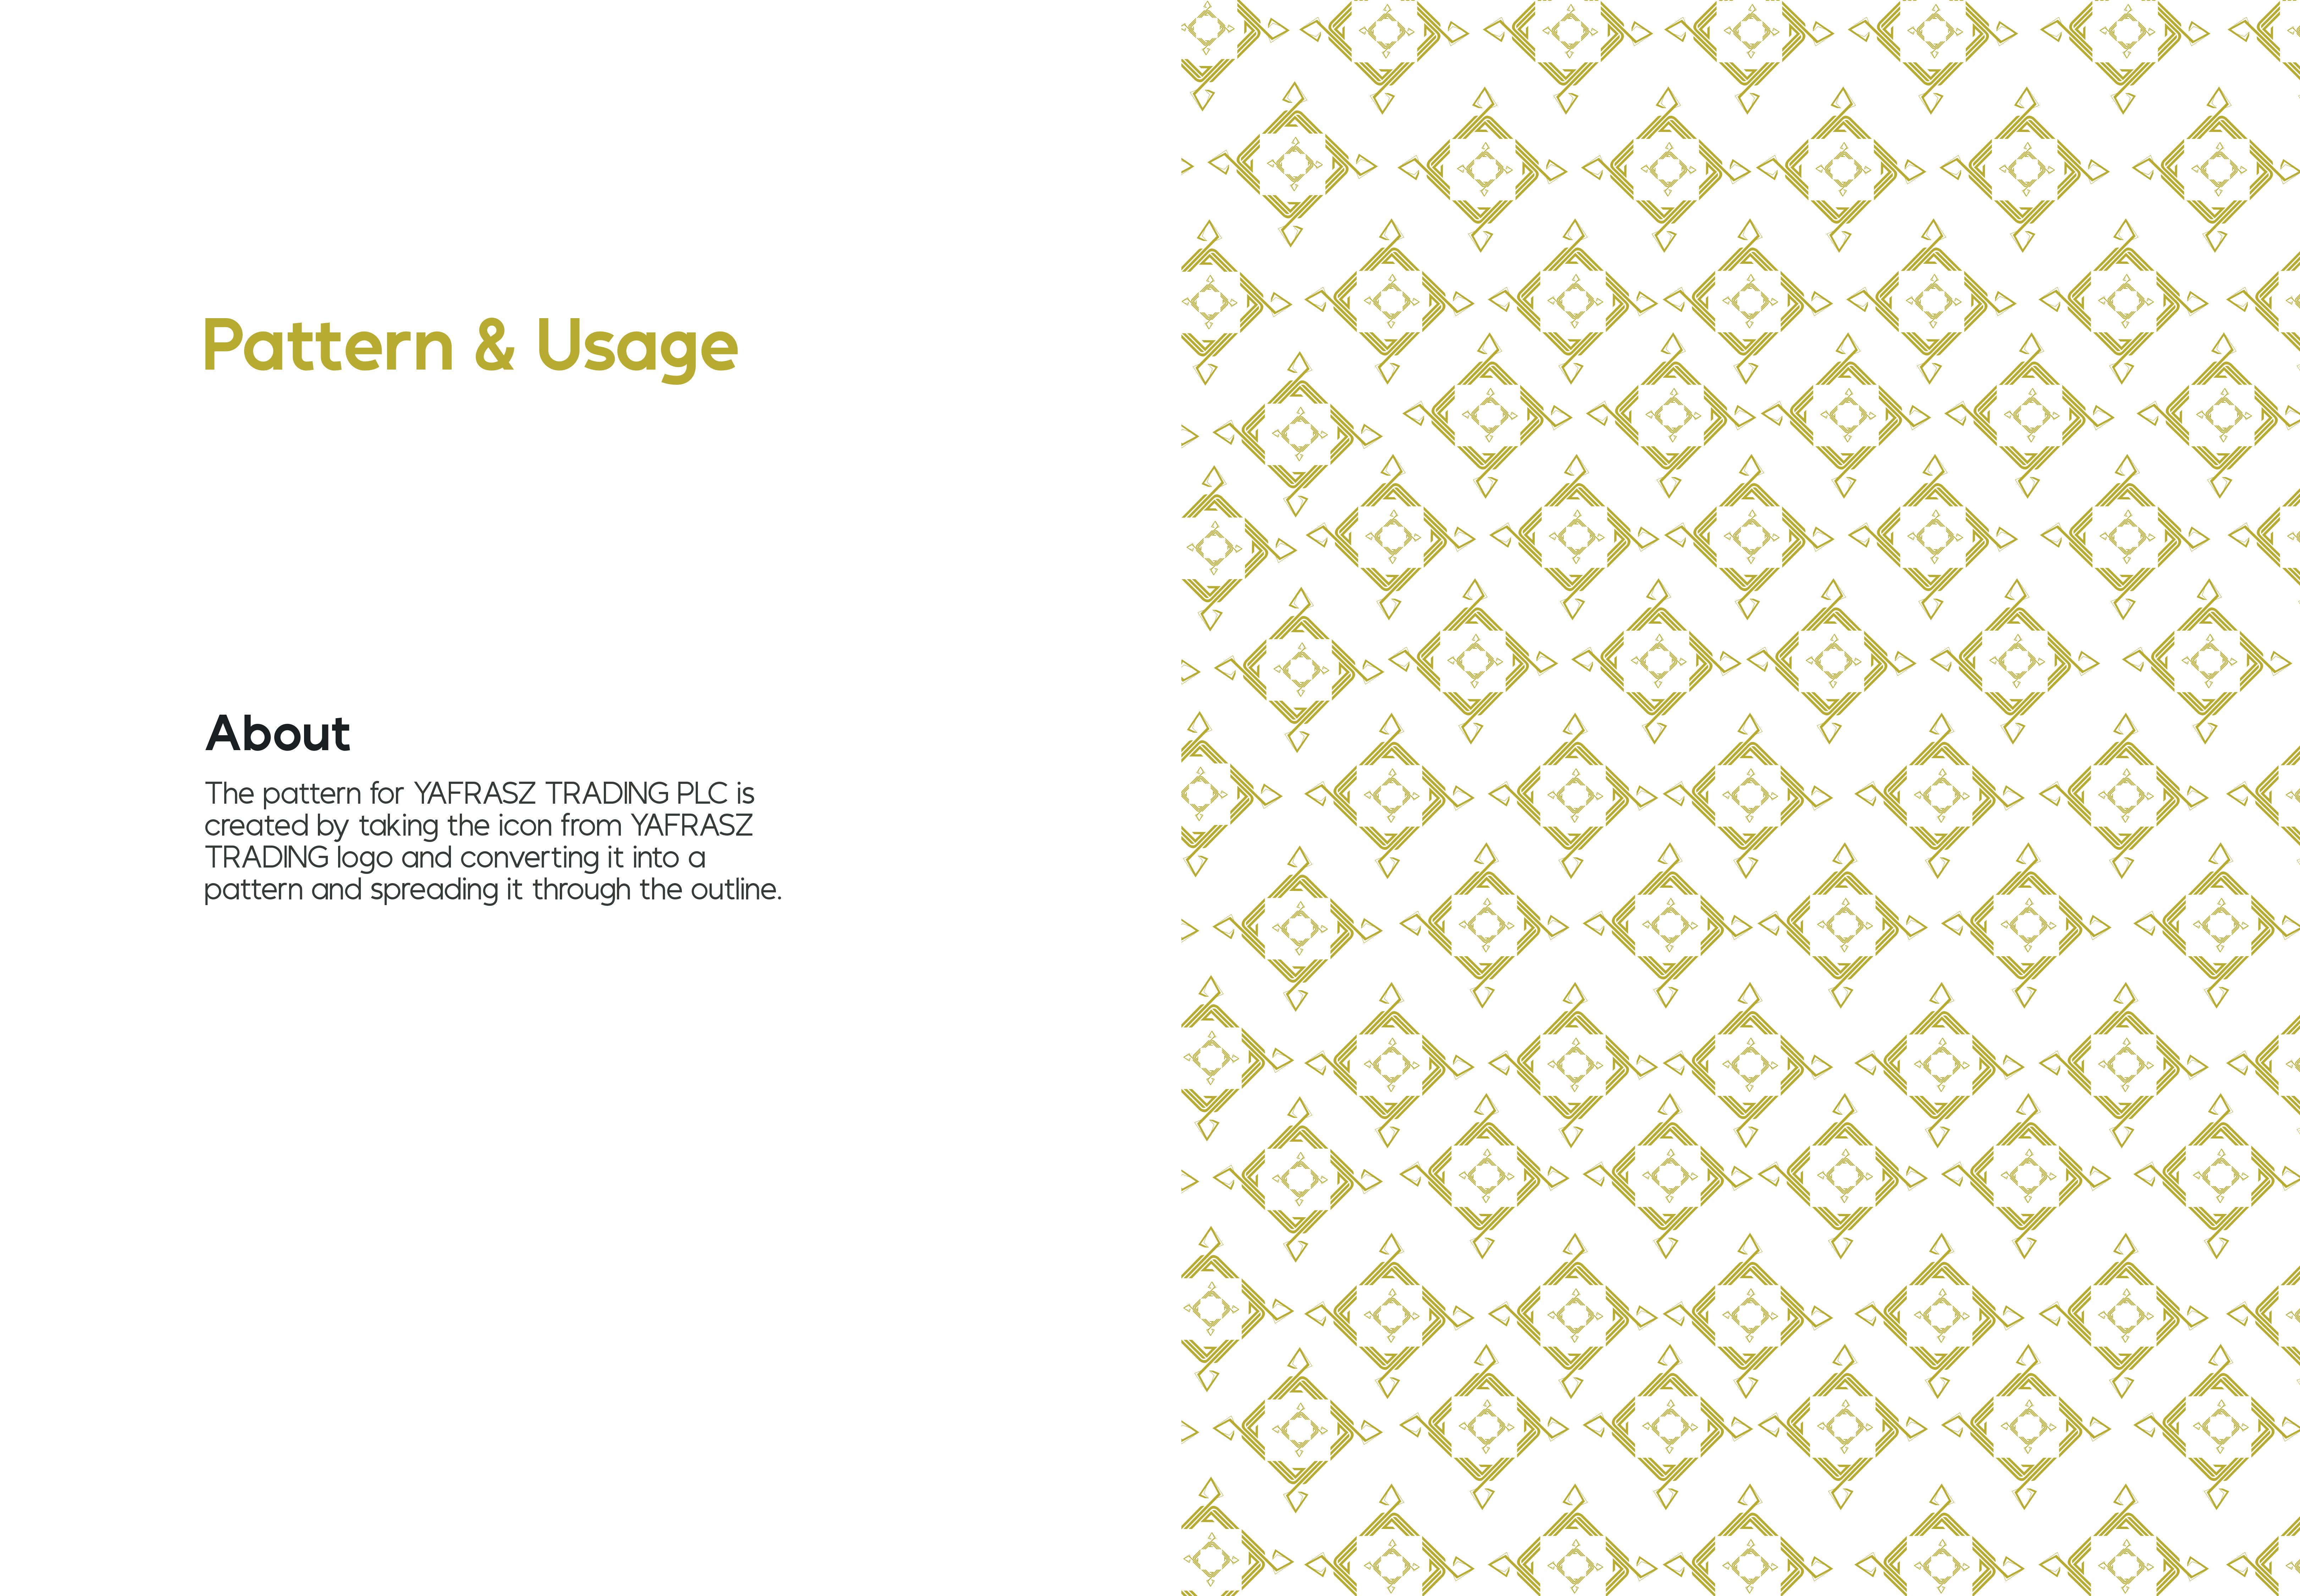 Pattern & Usage
About
The pattern for YAFRASZ TRADING PLC is
created by taking the icon from YAFRASZ
TRADING logo and converting it into a
pattern and spreading it through the outline.